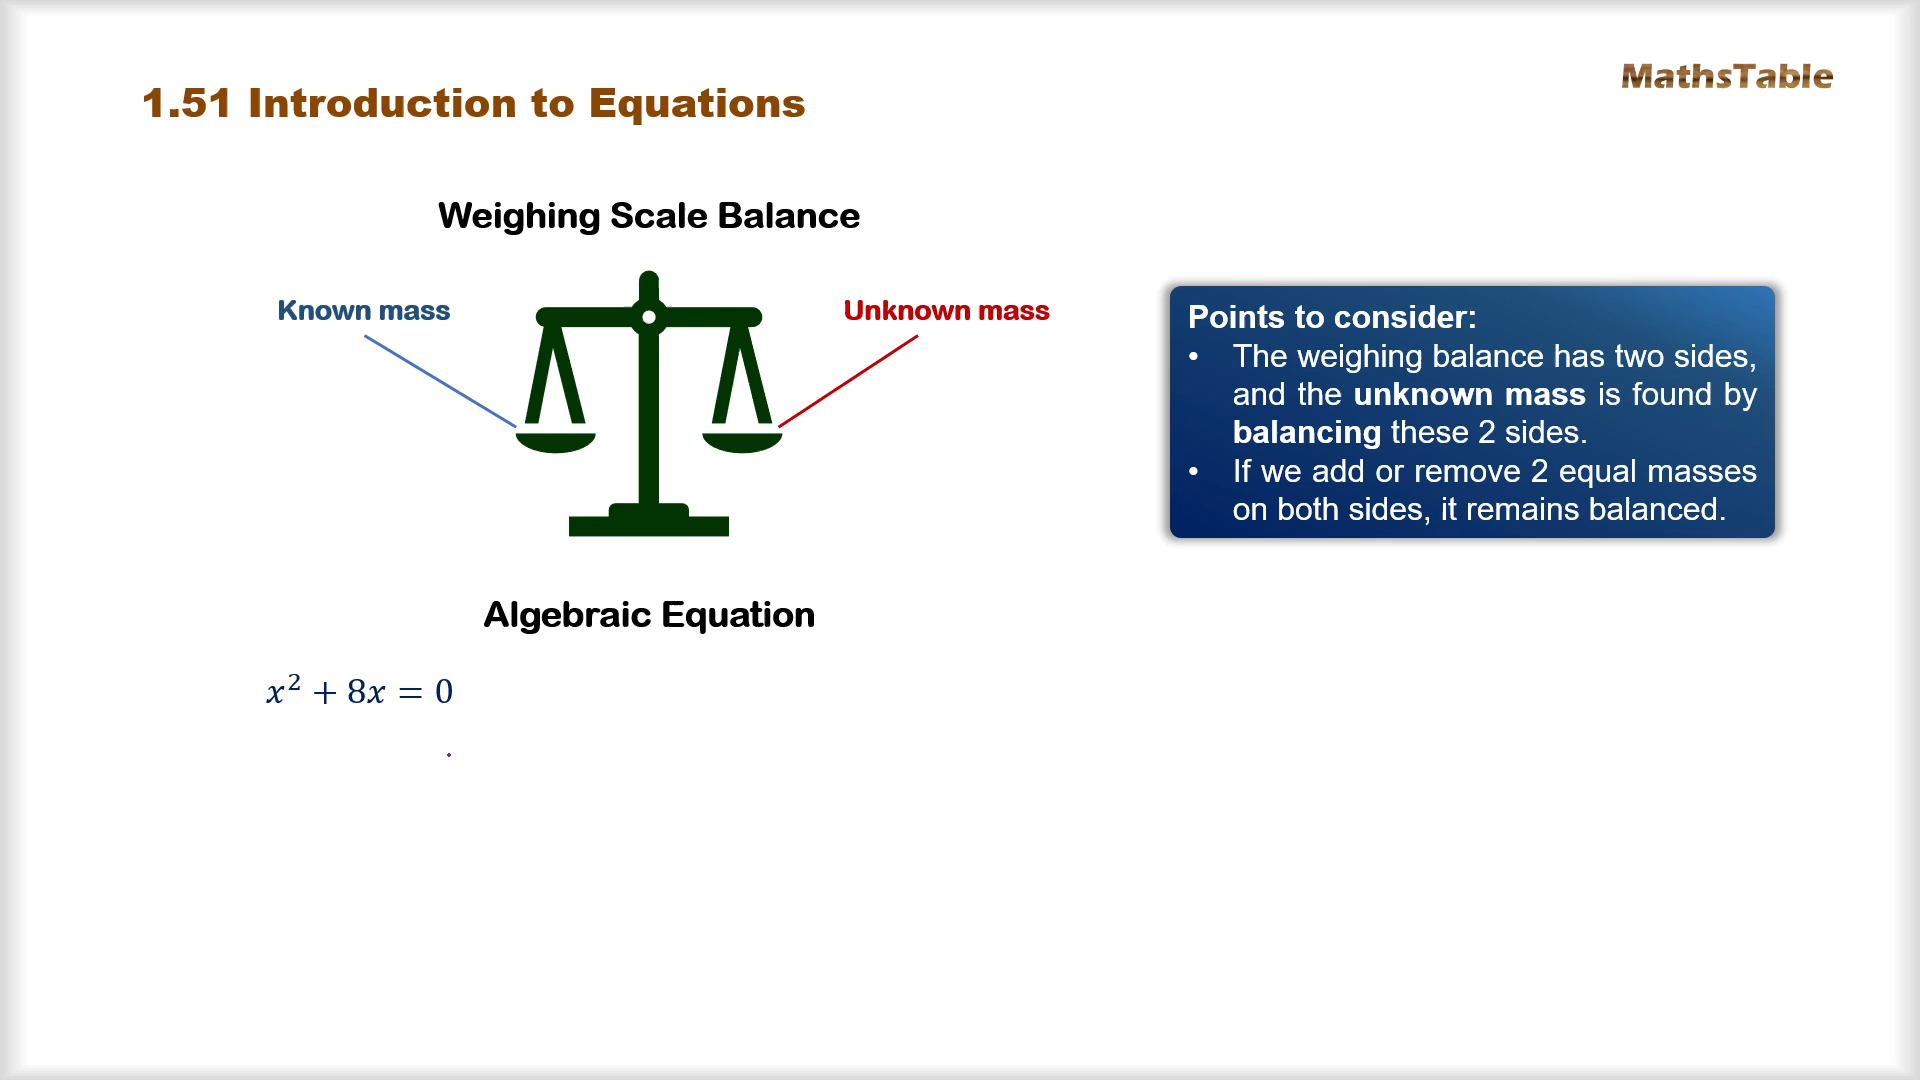 MathsTable
1.51 Introduction to Equations
Weighing Scale Balance
Known mass
Unknown mass
Points to consider:
• The weighing balance has two sides,
and the unknown mass is found by
balancing these 2 sides.
• If we add or remove 2 equal masses
on both sides, it remains balanced.
Algebraic Equation
x² + 8x = 0